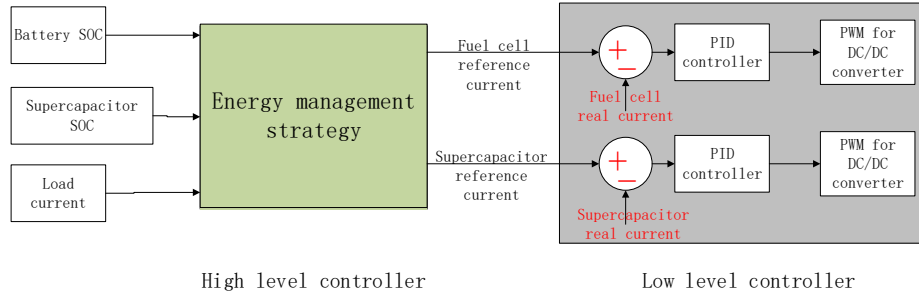 Battery SOC
Supercapacitor
SOC
Load
current
Energy management
strategy
Fuel cell
reference
current
Supercapacitor
reference
current
+
−
Fuel cell
real current
PID
controller
PWM for
DC/DC
converter
+
−
Supercapacitor
real current
PID
controller
PWM for
DC/DC
converter
High level controller
Low level controller